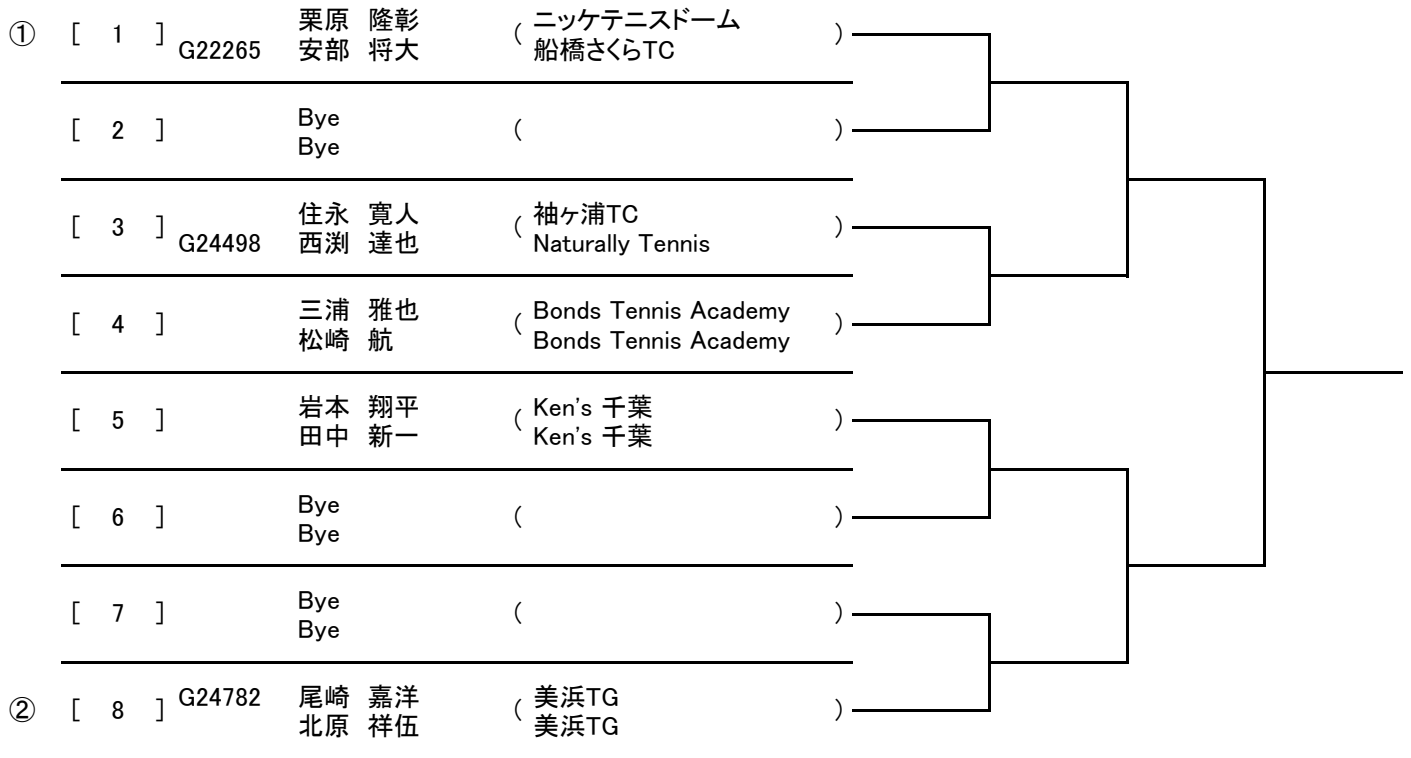 ① [ 1 ] 栗原 隆彰 ( ニッケテニスドーム )
G22265 安部 将大 船橋さくらTC
[ 2 ] Bye ( )
Bye
[ 3 ] 住永 寛人 ( 袖ヶ浦TC )
G24498 西渕 達也 Naturally Tennis
[ 4 ] 三浦 雅也 ( Bonds Tennis Academy )
松崎 航 Bonds Tennis Academy
[ 5 ] 岩本 翔平 ( Ken's 千葉 )
田中 新一 Ken's 千葉
[ 6 ] Bye ( )
Bye
[ 7 ] Bye ( )
Bye
② [ 8 ] G24782 尾崎 嘉洋 ( 美浜TG )
北原 祥伍 美浜TG